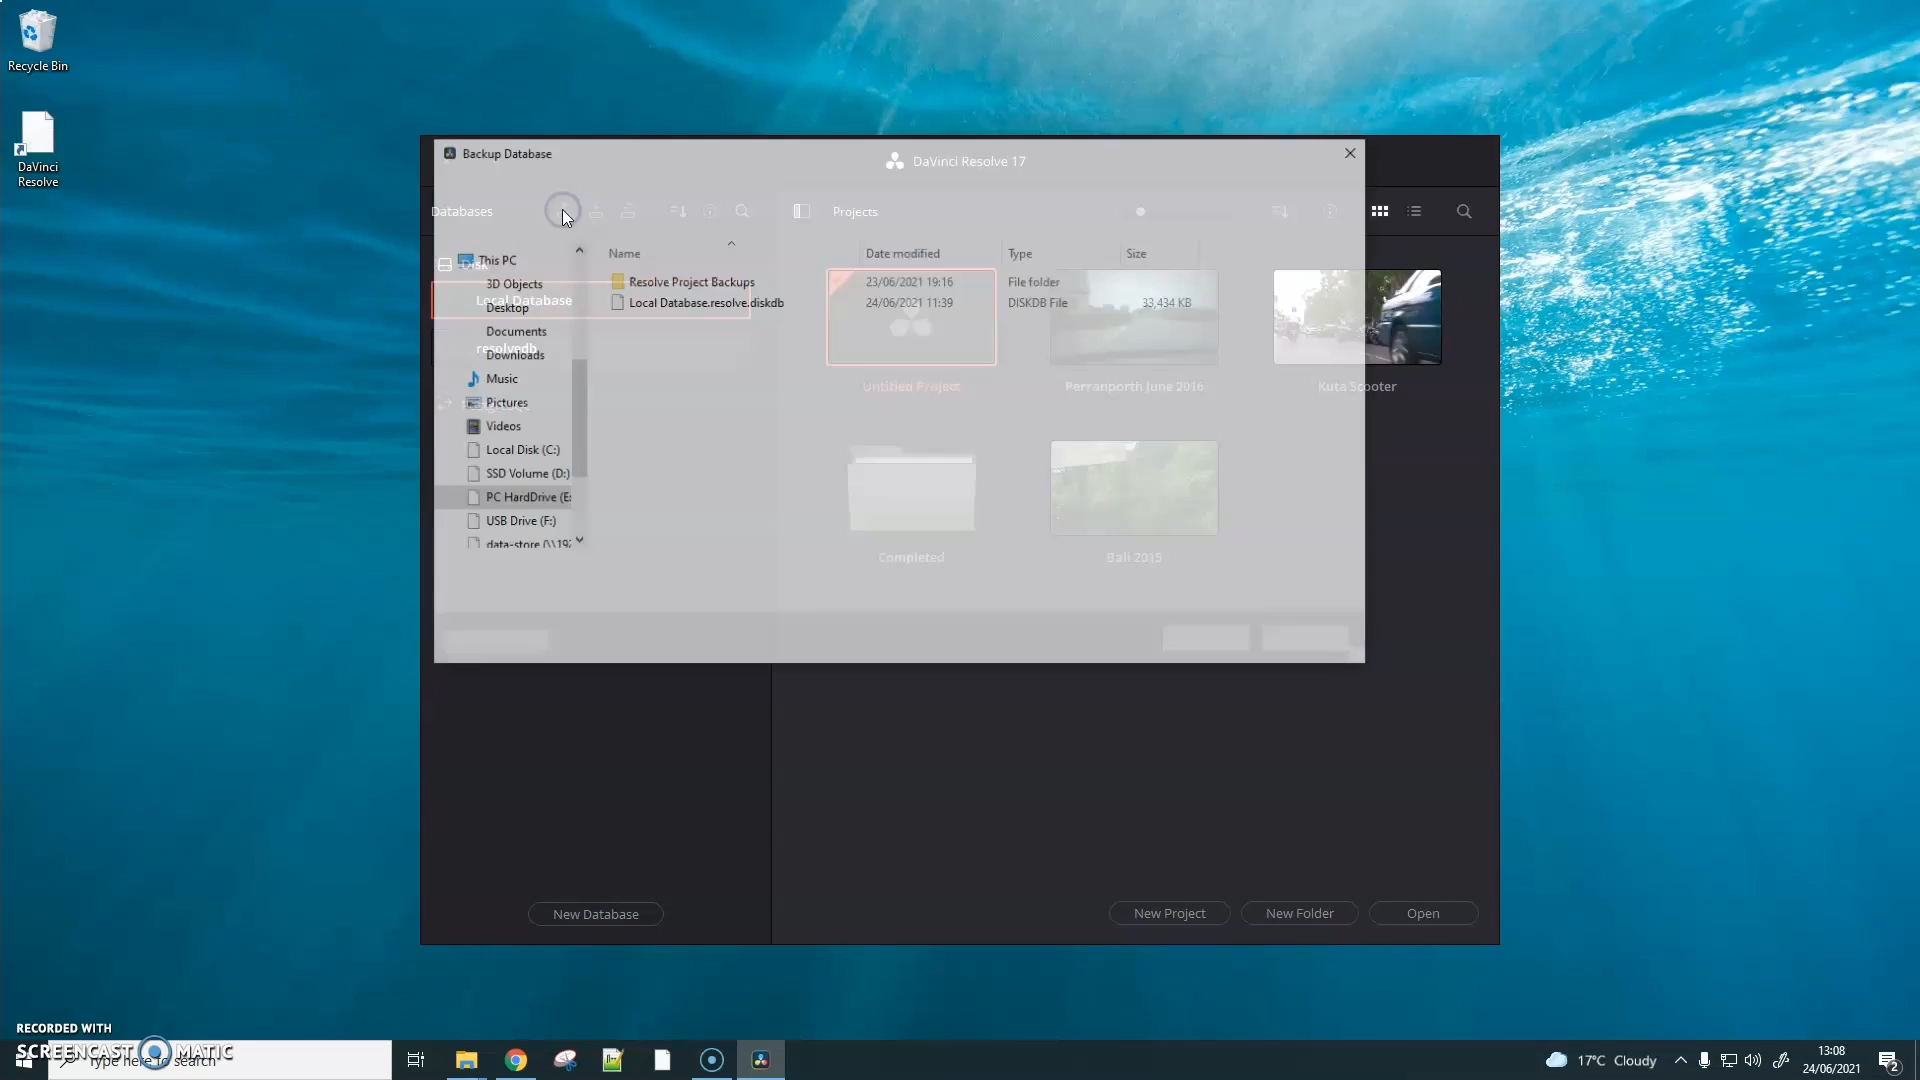 Recycle Bin
DaVinci
Resolve
Backup Database
DaVinci Resolve 17
Databases
Projects
This PC
Disk
3D Objects
Local Database
Desktop
Documents
resolvedb
Downloads
Music
Pictures
Videos
Local Disk (C:)
SSD Volume (D:)
PC HardDrive (E:
USB Drive (F:)
data-store (\\192
Name
Date modified
Type
Size
Resolve Project Backups
23/06/2021 19:16
File folder
Local Database.resolve.diskdb
24/06/2021 11:39
DISKDB File
33,434 KB
Untitled Project
Perranporth June 2016
Kuta Scooter
Completed
Bali 2015
New Database
New Project
New Folder
Open
RECORDED WITH
SCREENCAST MATIC
Type here to search
17°C Cloudy
13:08
24/06/2021
2